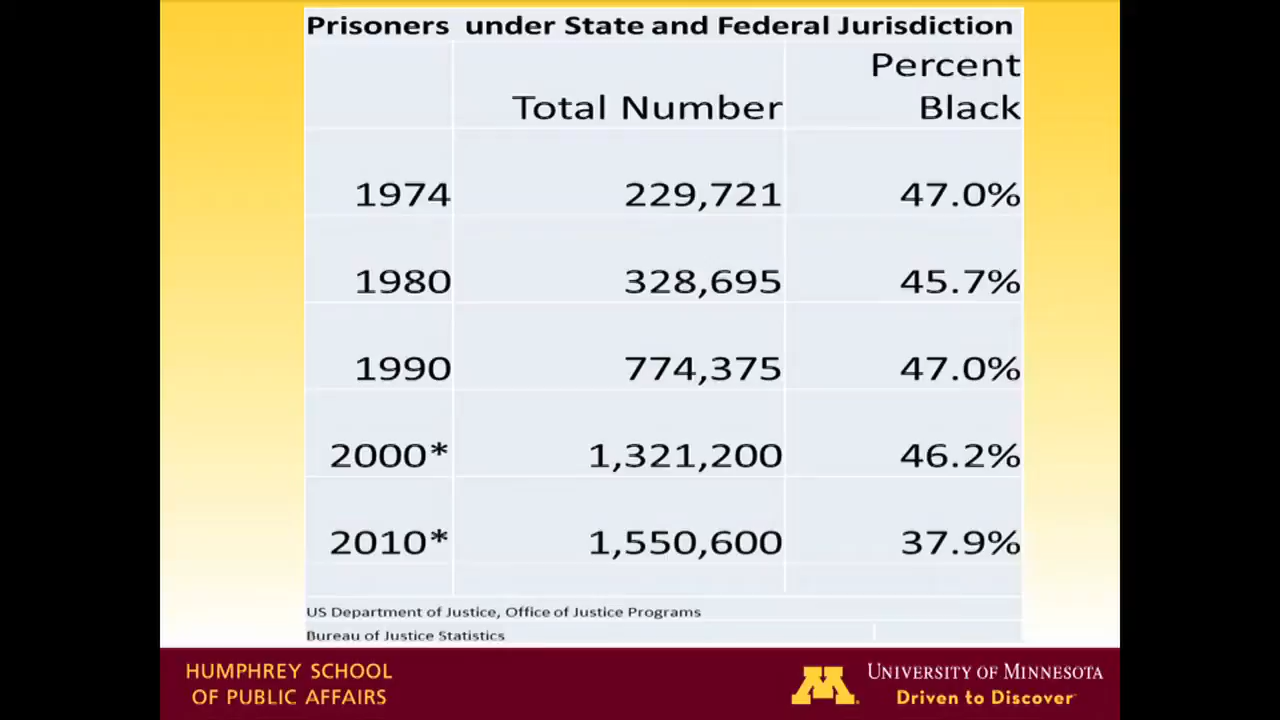 Prisoners under State and Federal Jurisdiction
Percent
Total Number Black
1974 229,721 47.0%
1980 328,695 45.7%
1990 774,375 47.0%
2000* 1,321,200 46.2%
2010* 1,550,600 37.9%
US Department of Justice, Office of Justice Programs
Bureau of Justice Statistics
HUMPHREY SCHOOL
OF PUBLIC AFFAIRS
M
UNIVERSITY OF MINNESOTA
Driven to Discover